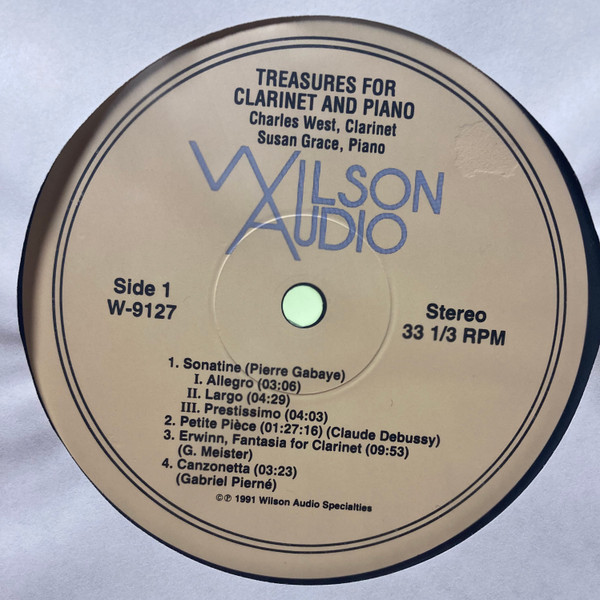 TREASURES FOR
CLARINET AND PIANO
Charles West, Clarinet
Susan Grace, Piano
WILSON
AUDIO
Side 1
W-9127
Stereo
33 1/3 RPM
1. Sonatine (Pierre Gabaye)
I. Allegro (03:06)
II. Largo (04:29)
III. Prestissimo (04:03)
2. Petite Pièce (01:27:16) (Claude Debussy)
3. Erwinn, Fantasia for Clarinet (09:53)
(G. Meister)
4. Canzonetta (03:23)
(Gabriel Pierné)
©℗ 1991 Wilson Audio Specialties